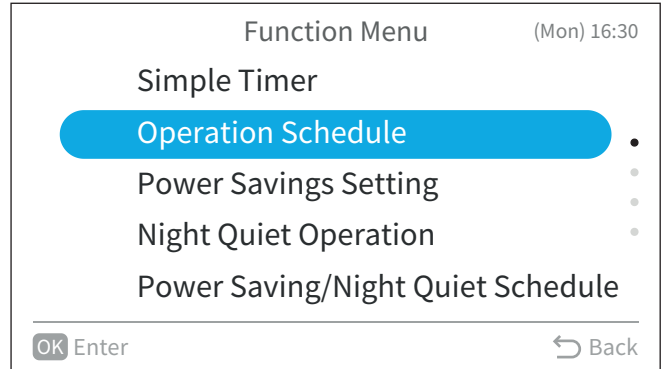 Function Menu (Mon) 16:30
Simple Timer
Operation Schedule
Power Savings Setting
Night Quiet Operation
Power Saving/Night Quiet Schedule
OK Enter Back